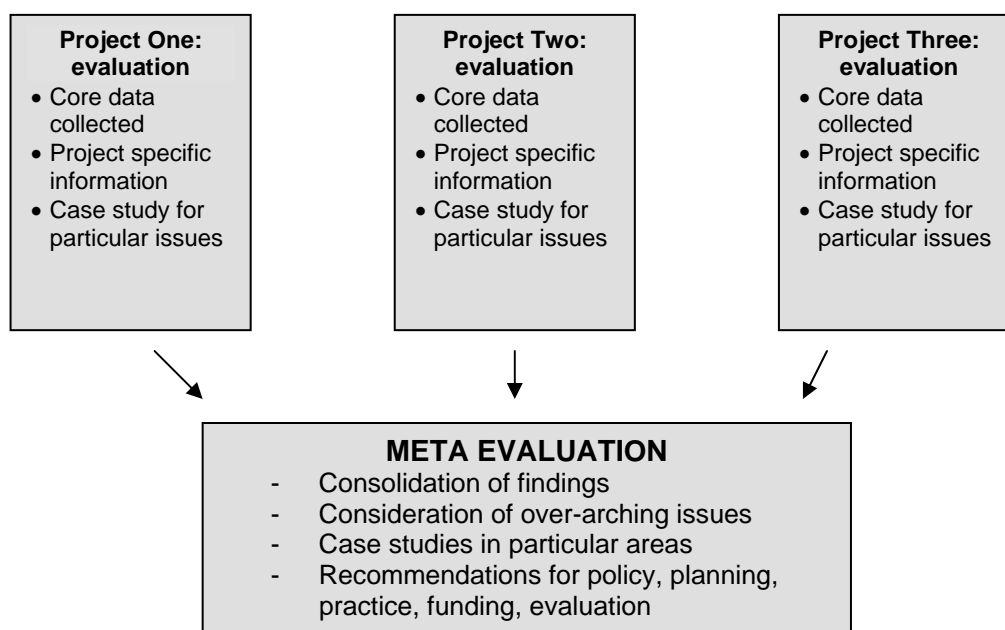 Project One:
evaluation
• Core data
collected
• Project specific
information
• Case study for
particular issues
Project Two:
evaluation
• Core data
collected
• Project specific
information
• Case study for
particular issues
Project Three:
evaluation
• Core data
collected
• Project specific
information
• Case study for
particular issues
META EVALUATION
- Consolidation of findings
- Consideration of over-arching issues
- Case studies in particular areas
- Recommendations for policy, planning,
practice, funding, evaluation